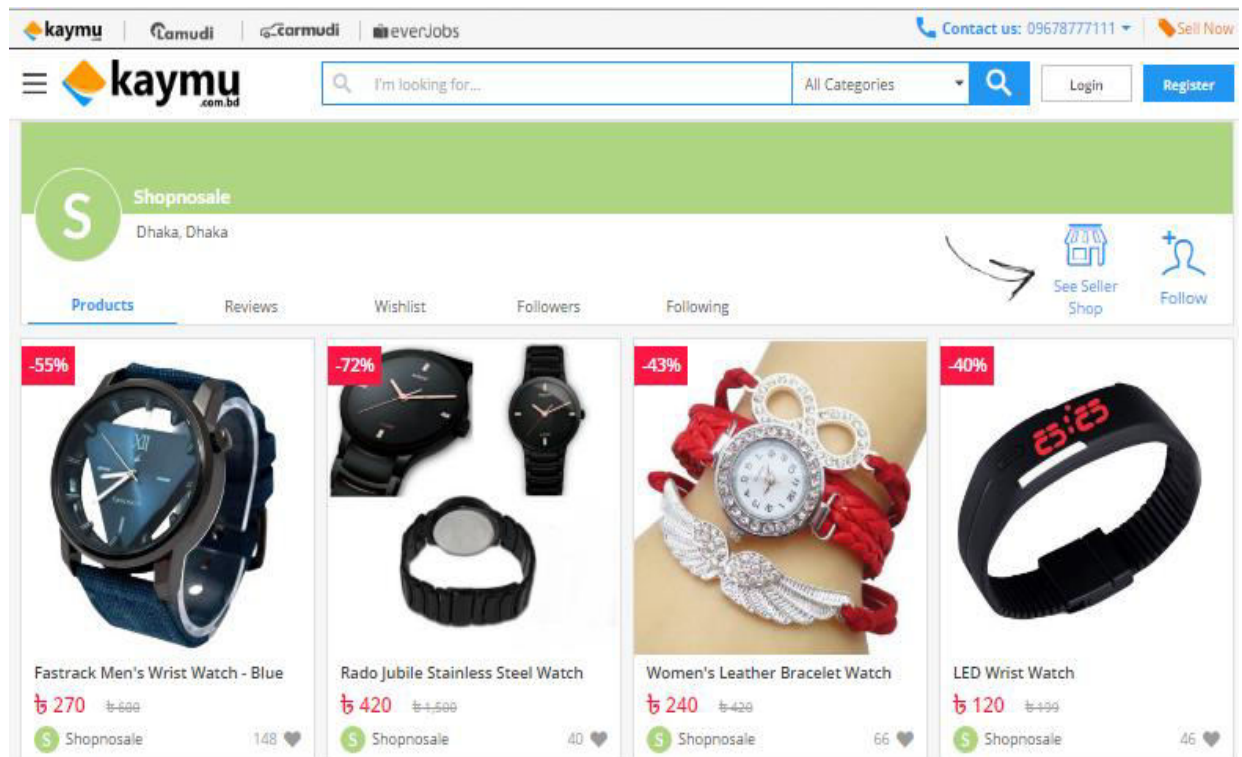 kaymu Lamudi carmudi everJobs Contact us: 09678777111 Sell Now
kaymu
.com.bd
I'm looking for... All Categories Login Register
S Shopnosale
Dhaka, Dhaka
See Seller Shop Follow
Products Reviews Wishlist Followers Following
-55% -72% -43% -40%
XII
23:23
Fastrack Men's Wrist Watch - Blue
৳ 270 ৳ 600
S Shopnosale 148
Rado Jubile Stainless Steel Watch
৳ 420 ৳ 1,500
S Shopnosale 40
Women's Leather Bracelet Watch
৳ 240 ৳ 420
S Shopnosale 66
LED Wrist Watch
৳ 120 ৳ 199
S Shopnosale 46